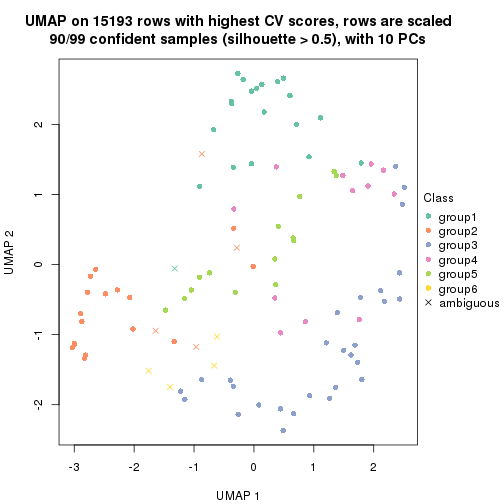 UMAP on 15193 rows with highest CV scores, rows are scaled
90/99 confident samples (silhouette > 0.5), with 10 PCs
2
1
0
-1
-2
UMAP 2
-3
-2
-1
0
1
2
UMAP 1
Class
group1
group2
group3
group4
group5
group6
ambiguous